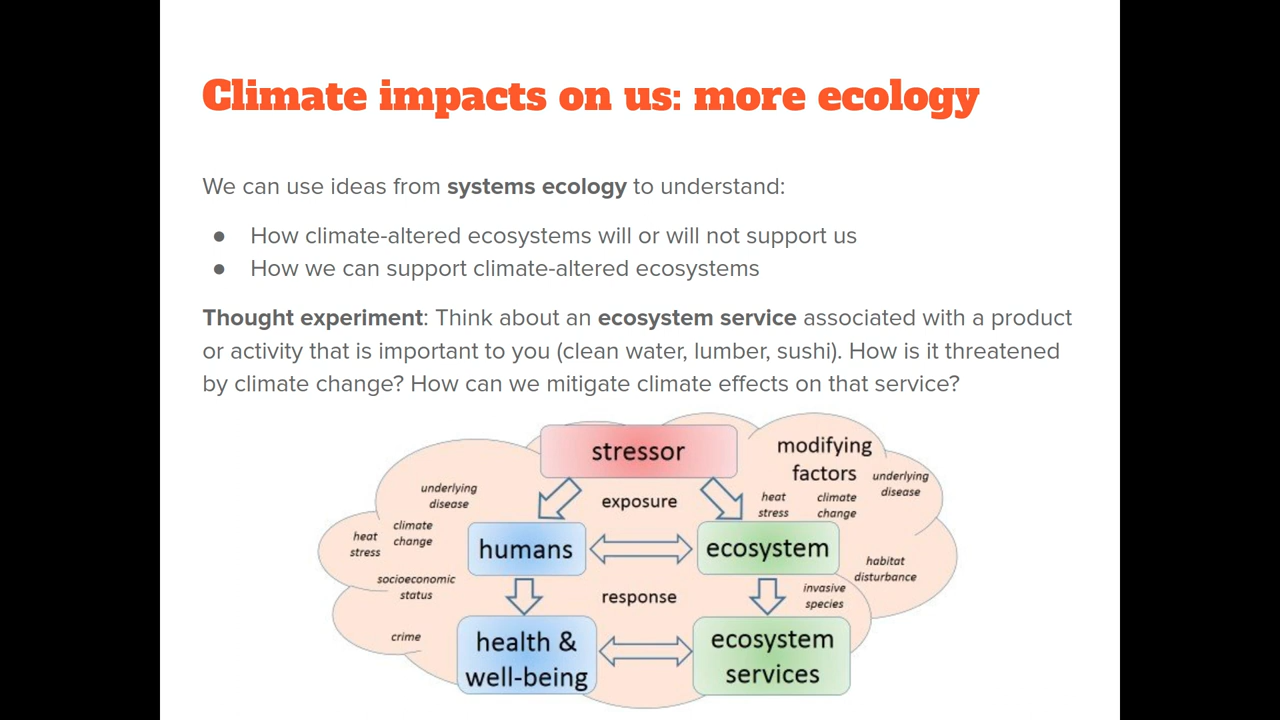 Climate impacts on us: more ecology
We can use ideas from systems ecology to understand:
● How climate-altered ecosystems will or will not support us
● How we can support climate-altered ecosystems
Thought experiment: Think about an ecosystem service associated with a product
or activity that is important to you (clean water, lumber, sushi). How is it threatened
by climate change? How can we mitigate climate effects on that service?
stressor
modifying
factors
underlying
disease
exposure
heat
stress
climate
change
underlying
disease
heat
stress
climate
change
humans
ecosystem
habitat
disturbance
socioeconomic
status
response
invasive
species
crime
health &
well-being
ecosystem
services